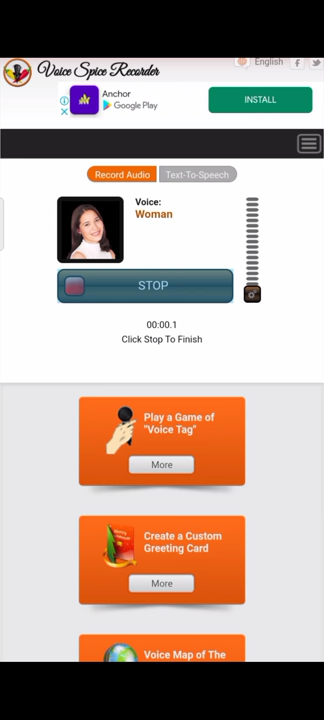 Voice Spice Recorder
English
Anchor
Google Play
INSTALL
Record Audio
Text-To-Speech
Voice:
Woman
STOP
00:00.1
Click Stop To Finish
Play a Game of
"Voice Tag"
More
Create a Custom
Greeting Card
More
Voice Map of The